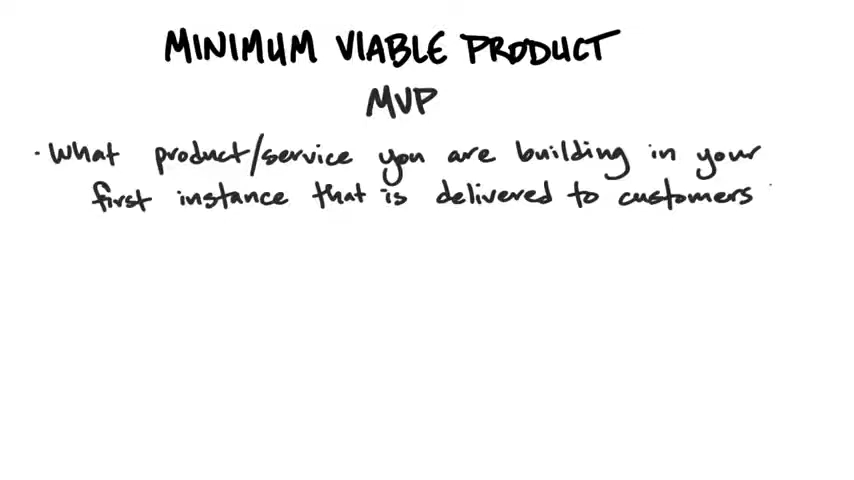 MINIMUM VIABLE PRODUCT
MVP
· What product/service you are building in your
first instance that is delivered to customers